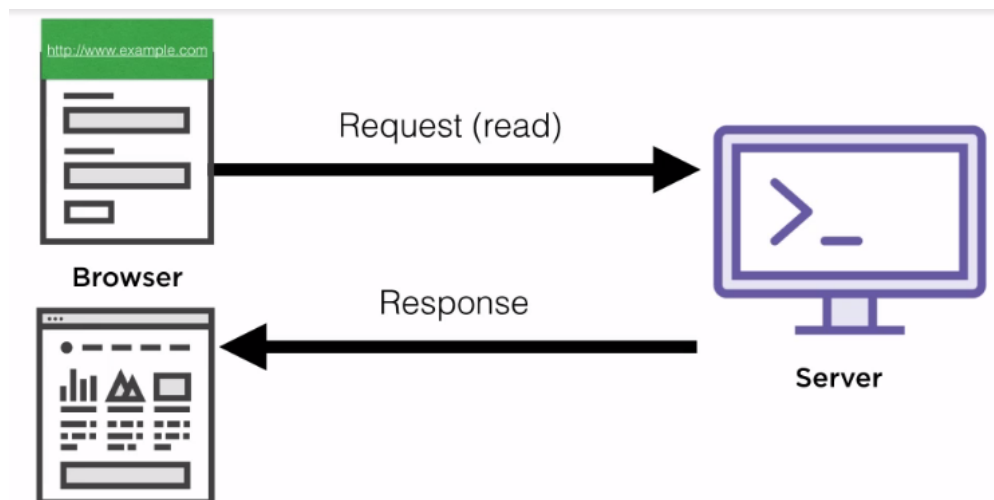 http://www.example.com
Request (read)
Browser
Response
Server